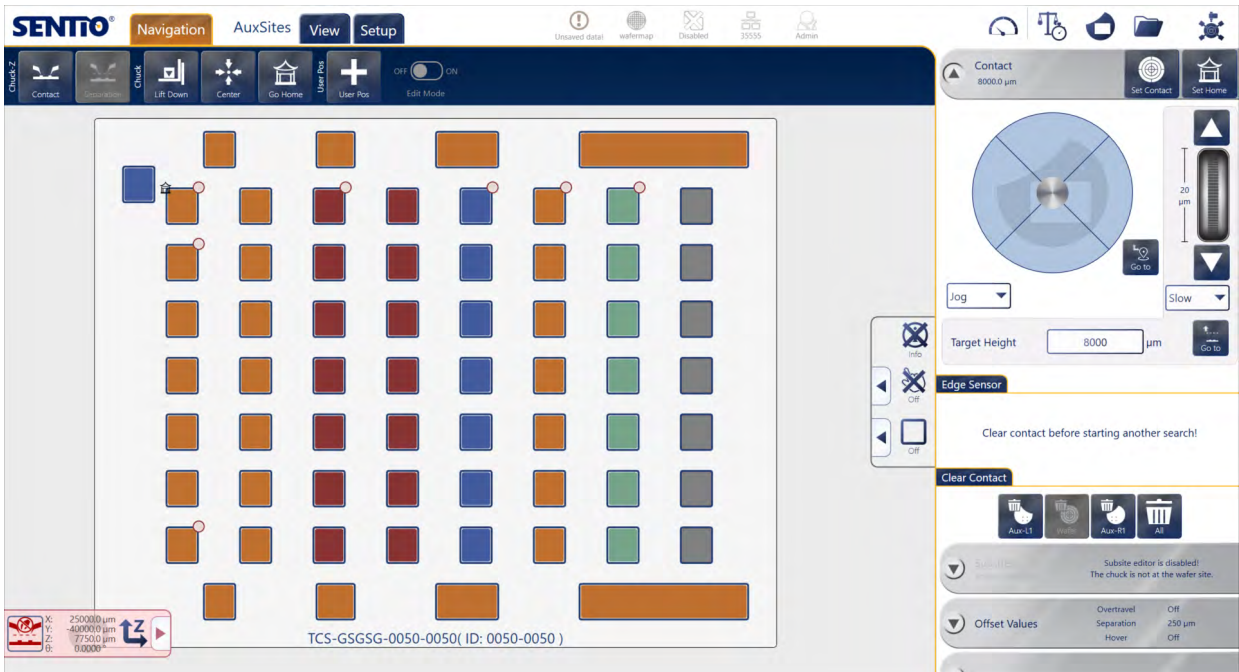 SENTIO®
Navigation
AuxSites
View
Setup
Unsaved data!
wafermap
Disabled
35555
Admin
Chuck-Z
Contact
Separation
Chuck
Lift Down
Center
Go Home
User Pos
User Pos
OFF
ON
Edit Mode
Contact
8000.0 µm
Set Contact
Set Home
20
µm
Go to
Jog
Slow
Target Height
8000
µm
Go to
Info
Off
Off
Edge Sensor
Clear contact before starting another search!
Clear Contact
Aux-L1
Wafer
Aux-R1
All
Subsite editor is disabled!
The chuck is not at the wafer site.
Offset Values
Overtravel Off
Separation 250 µm
Hover Off
X: 25000.0 µm
Y: -40000.0 µm
Z: 7750.0 µm
θ: 0.0000 °
Z
TCS-GSGSG-0050-0050( ID: 0050-0050 )